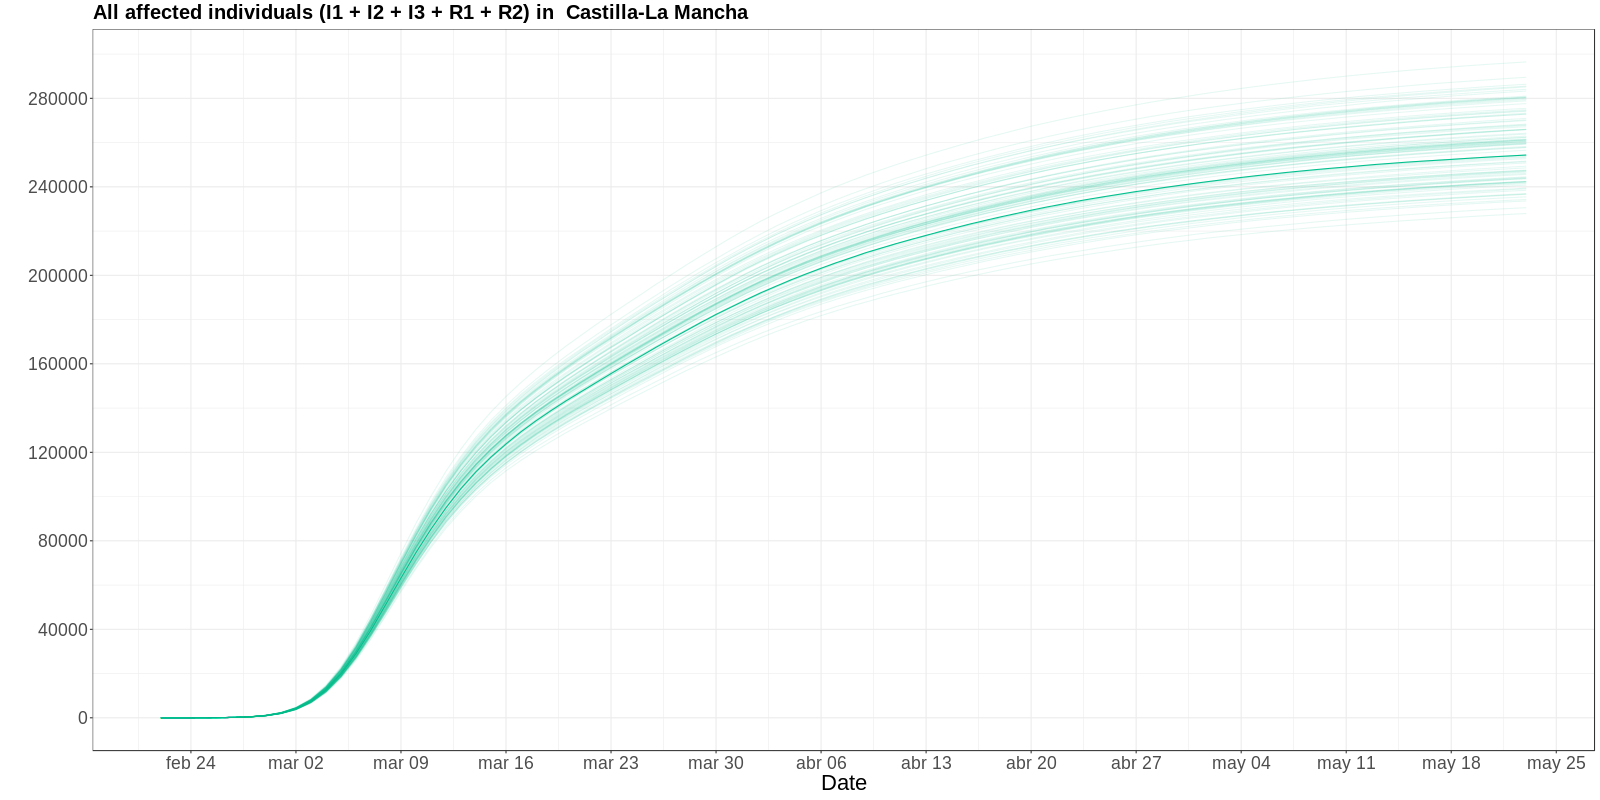 All affected individuals (I1 + I2 + I3 + R1 + R2) in  Castilla-La Mancha
280000
240000
200000
160000
120000
80000
40000
0
feb 24 mar 02 mar 09 mar 16 mar 23 mar 30 abr 06 abr 13 abr 20 abr 27 may 04 may 11 may 18 may 25
Date